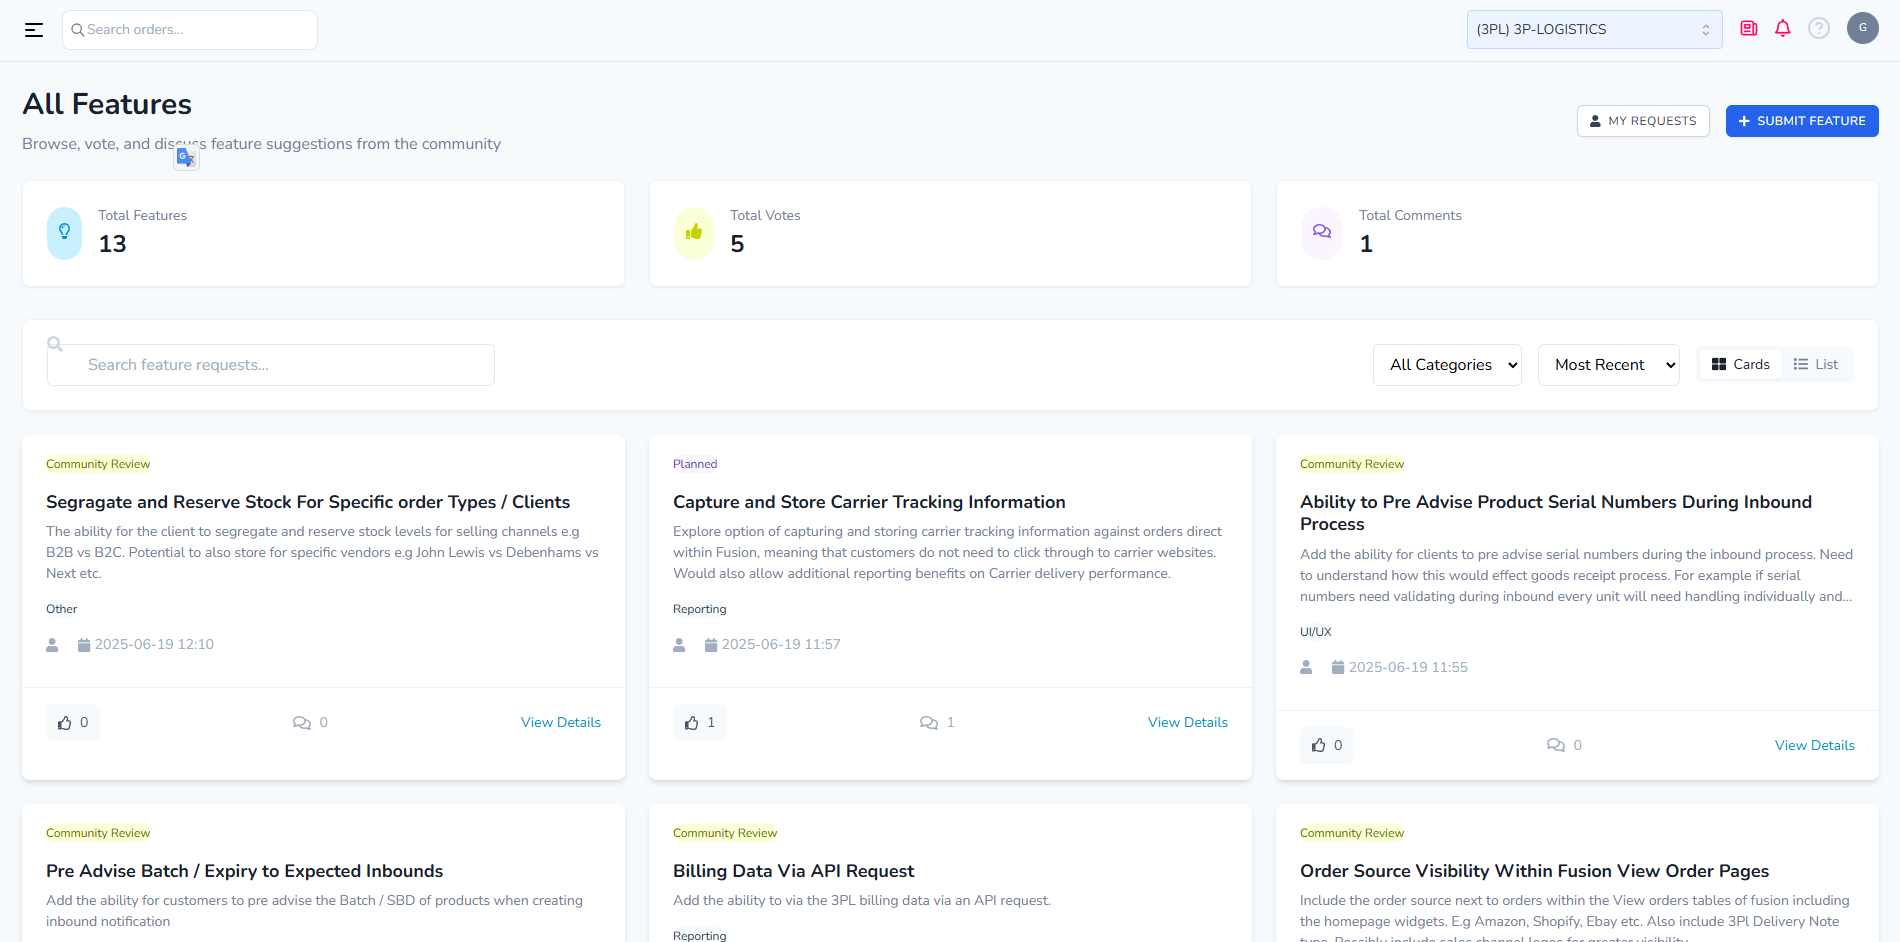 Search orders...
(3PL) 3P-LOGISTICS
G
All Features
Browse, vote, and discuss feature suggestions from the community
MY REQUESTS
SUBMIT FEATURE
Total Features
13
Total Votes
5
Total Comments
1
Search feature requests...
All Categories
Most Recent
Cards
List
Community Review
Segragate and Reserve Stock For Specific order Types / Clients
The ability for the client to segregate and reserve stock levels for selling channels e.g
B2B vs B2C. Potential to also store for specific vendors e.g John Lewis vs Debenhams vs
Next etc.
Other
2025-06-19 12:10
0
0
View Details
Planned
Capture and Store Carrier Tracking Information
Explore option of capturing and storing carrier tracking information against orders direct
within Fusion, meaning that customers do not need to click through to carrier websites.
Would also allow additional reporting benefits on Carrier delivery performance.
Reporting
2025-06-19 11:57
1
1
View Details
Community Review
Ability to Pre Advise Product Serial Numbers During Inbound
Process
Add the ability for clients to pre advise serial numbers during the inbound process. Need
to understand how this would effect goods receipt process. For example if serial
numbers need validating during inbound every unit will need handling individually and...
UI/UX
2025-06-19 11:55
0
0
View Details
Community Review
Pre Advise Batch / Expiry to Expected Inbounds
Add the ability for customers to pre advise the Batch / SBD of products when creating
inbound notification
Community Review
Billing Data Via API Request
Add the ability to via the 3PL billing data via an API request.
Reporting
Community Review
Order Source Visibility Within Fusion View Order Pages
Include the order source next to orders within the View orders tables of fusion including
the homepage widgets. E.g Amazon, Shopify, Ebay etc. Also include 3Pl Delivery Note
type. Possibly include sales channel logos for greater visibility